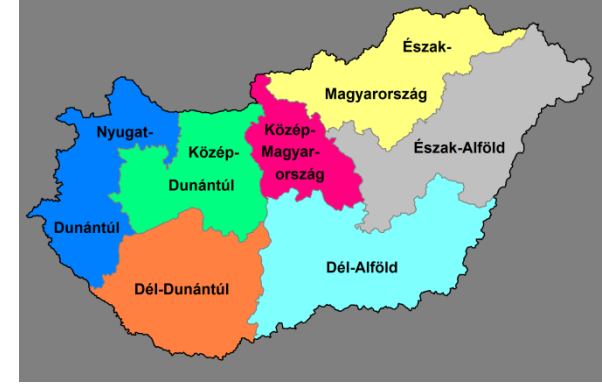 Észak-
Magyarország
Nyugat-
Közép-
Magyar-
ország
Észak-Alföld
Közép-
Dunántúl
Dunántúl
Dél-Alföld
Dél-Dunántúl